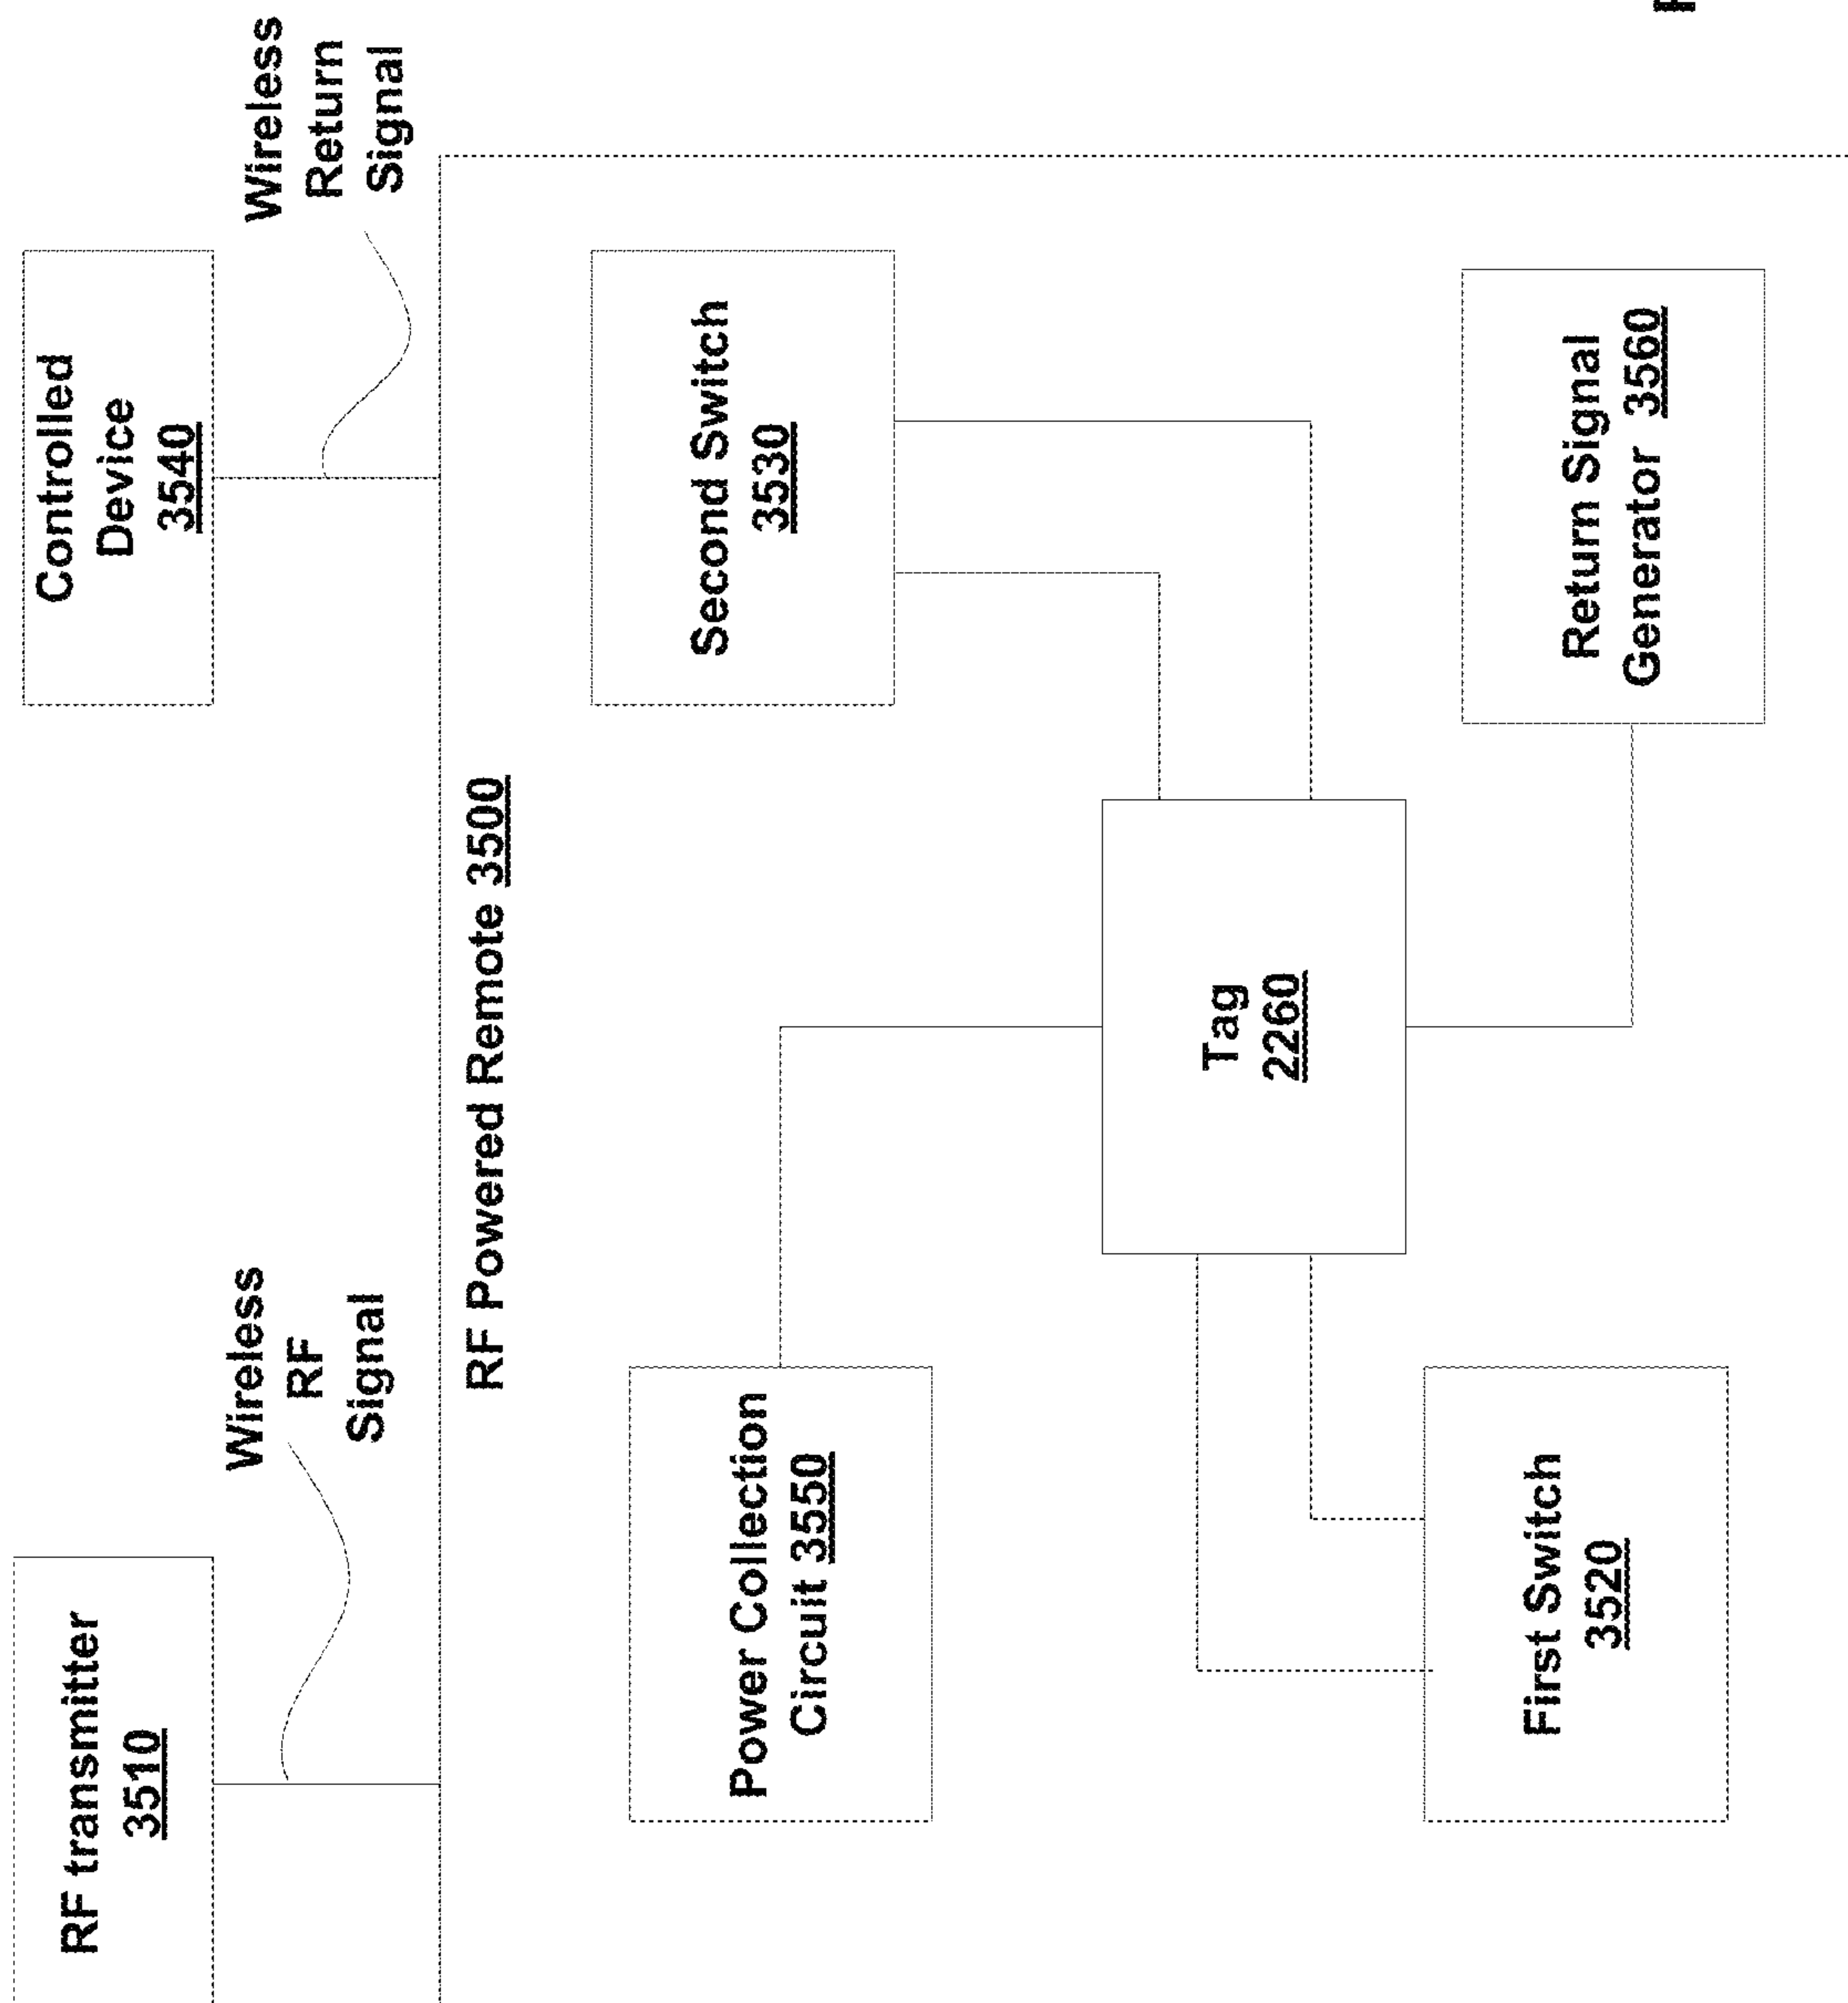 RF transmitter
3510
Wireless
RF
Signal
Controlled
Device
3540
Wireless
Return
Signal
RF Powered Remote 3500
Power Collection
Circuit 3550
Second Switch
3530
Tag
2260
First Switch
3520
Return Signal
Generator 3560